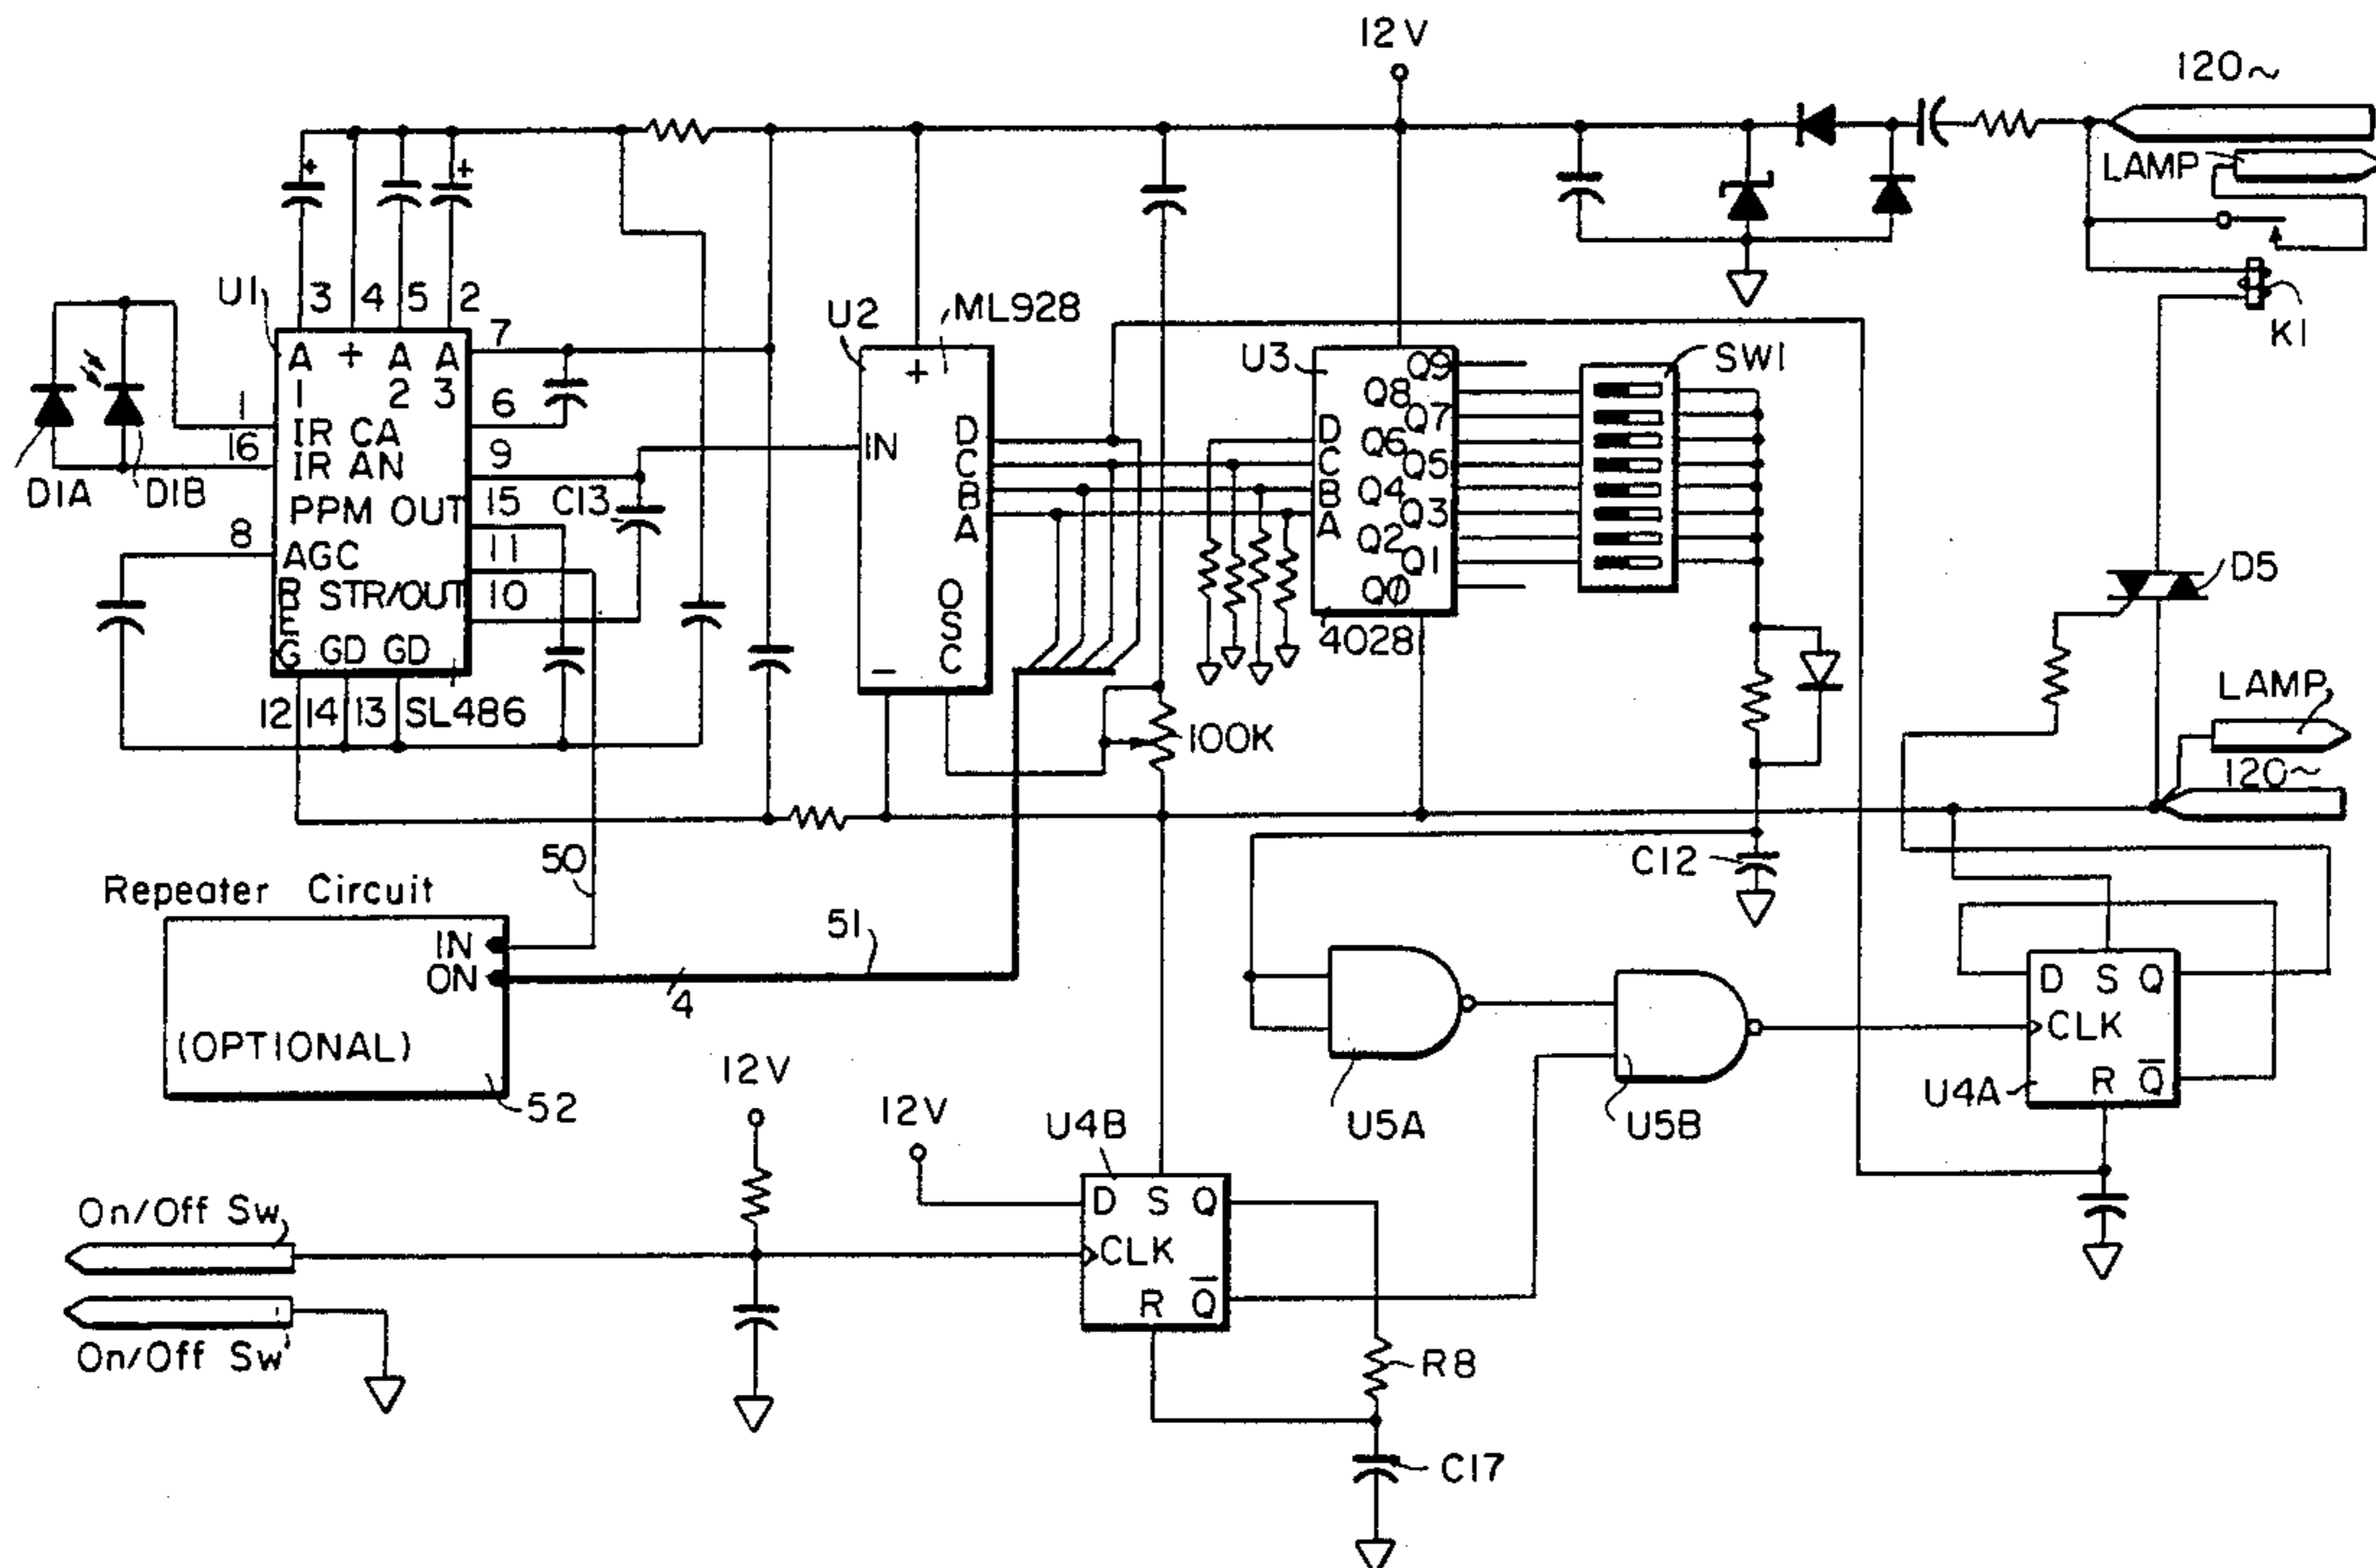 12V
120~
LAMP
K1
U1
3 4 5 2
7
6
9
15
11
10
1
16
8
A + A A
1 2 3
IR CA
IR AN
PPM OUT
AGC
R STR/OUT
E
G GD GD
12 14 13 SL486
D1A
D1B
C13
U2
ML928
+
IN
D
C
B
A
O
S
C
−
100K
U3
D
C
B
A
Q9
Q8
Q7
Q6
Q5
Q4
Q3
Q2
Q1
Q0
4028
SW1
D5
LAMP
120~
C12
50
Repeater Circuit
IN
ON
(OPTIONAL)
52
51
4
U5A
U5B
D S Q
CLK
R Q̅
U4A
12V
12V
U4B
D S Q
CLK
R Q̅
R8
C17
On/Off Sw
On/Off Sw'